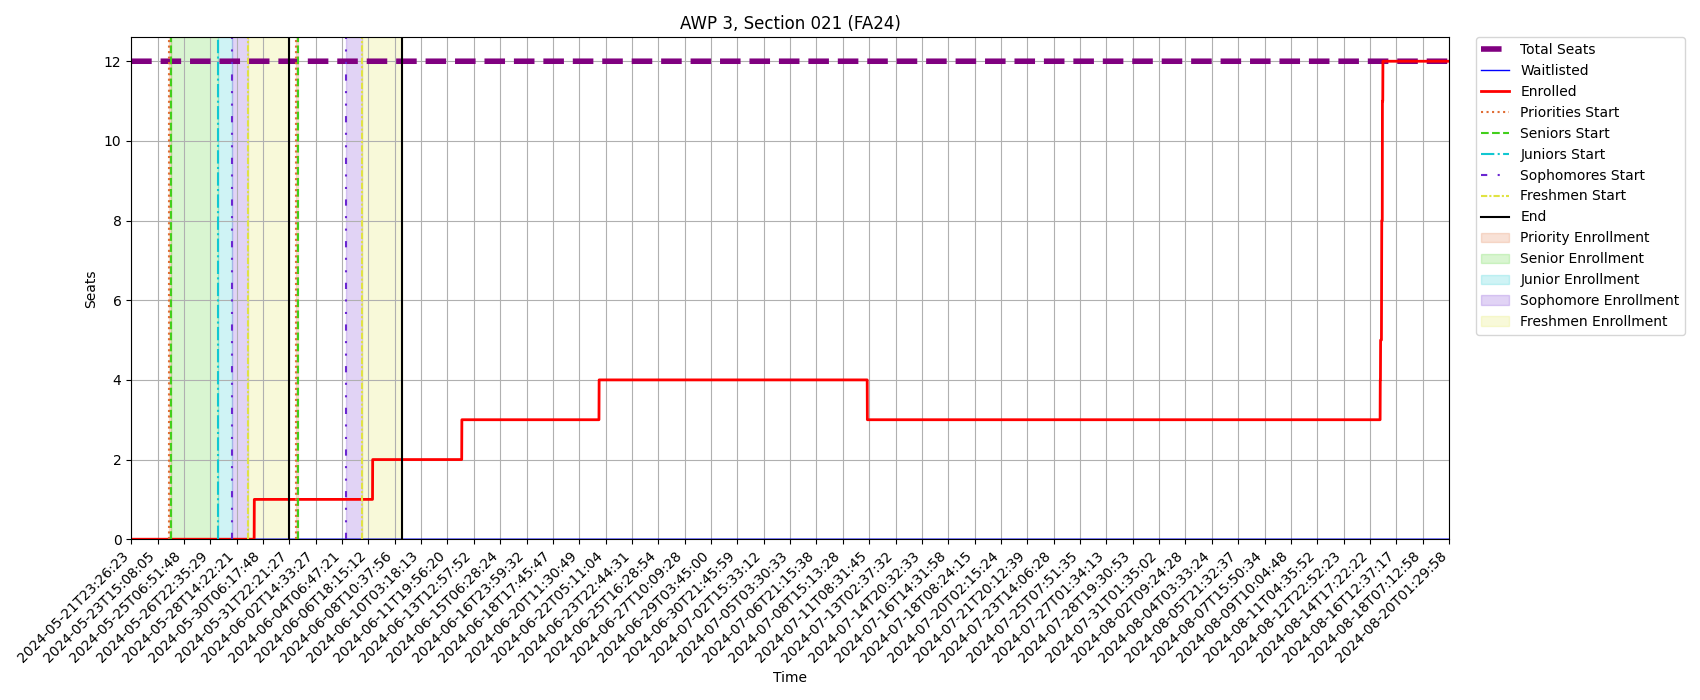 AWP 3, Section 021 (FA24)
Seats
12
10
8
6
4
2
0
2024-05-21T23:26:23
2024-05-23T15:08:05
2024-05-25T06:51:48
2024-05-26T22:35:29
2024-05-28T14:22:21
2024-05-30T06:17:48
2024-05-31T22:21:27
2024-06-02T14:33:27
2024-06-04T06:47:21
2024-06-06T18:15:12
2024-06-08T10:37:56
2024-06-10T03:18:13
2024-06-11T19:56:20
2024-06-13T12:57:52
2024-06-15T06:28:24
2024-06-16T23:59:32
2024-06-18T17:45:47
2024-06-20T11:30:49
2024-06-22T05:11:04
2024-06-23T22:44:31
2024-06-25T16:28:54
2024-06-27T10:09:28
2024-06-29T03:45:00
2024-06-30T21:45:59
2024-07-02T15:33:12
2024-07-05T03:30:33
2024-07-06T21:15:38
2024-07-08T15:13:28
2024-07-11T08:31:45
2024-07-13T02:37:32
2024-07-14T20:32:33
2024-07-16T14:31:58
2024-07-18T08:24:15
2024-07-20T02:15:24
2024-07-21T20:12:39
2024-07-23T14:06:28
2024-07-25T07:51:35
2024-07-27T01:34:13
2024-07-28T19:30:53
2024-07-31T01:35:02
2024-08-02T09:24:28
2024-08-04T03:33:24
2024-08-05T21:32:37
2024-08-07T15:50:34
2024-08-09T10:04:48
2024-08-11T04:35:52
2024-08-12T22:52:23
2024-08-14T17:22:22
2024-08-16T12:37:17
2024-08-18T07:12:58
2024-08-20T01:29:58
Time
Total Seats
Waitlisted
Enrolled
Priorities Start
Seniors Start
Juniors Start
Sophomores Start
Freshmen Start
End
Priority Enrollment
Senior Enrollment
Junior Enrollment
Sophomore Enrollment
Freshmen Enrollment